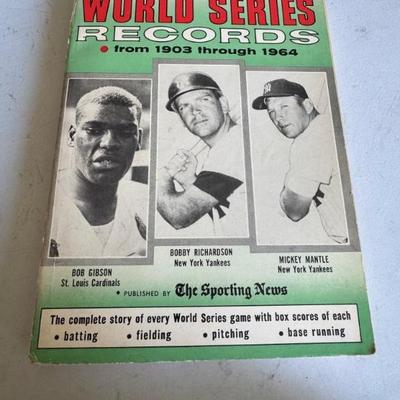 WORLD SERIES
RECORDS
• from 1903 through 1964
BOB GIBSON
St. Louis Cardinals
BOBBY RICHARDSON
New York Yankees
MICKEY MANTLE
New York Yankees
• PUBLISHED BY The Sporting News
The complete story of every World Series game with box scores of each
• batting • fielding • pitching • base running